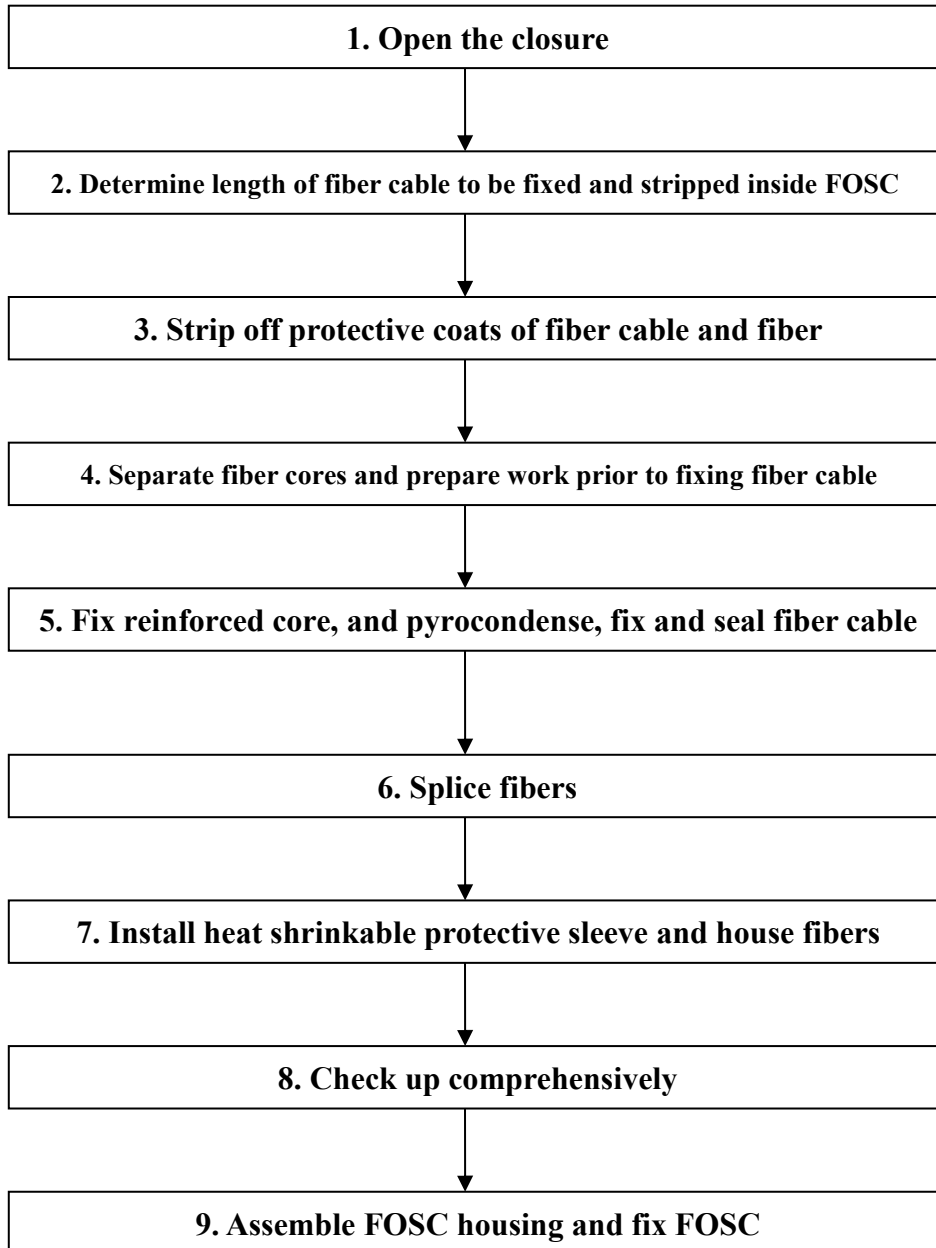 1. Open the closure
2. Determine length of fiber cable to be fixed and stripped inside FOSC
3. Strip off protective coats of fiber cable and fiber
4. Separate fiber cores and prepare work prior to fixing fiber cable
5. Fix reinforced core, and pyrocondense, fix and seal fiber cable
6. Splice fibers
7. Install heat shrinkable protective sleeve and house fibers
8. Check up comprehensively
9. Assemble FOSC housing and fix FOSC